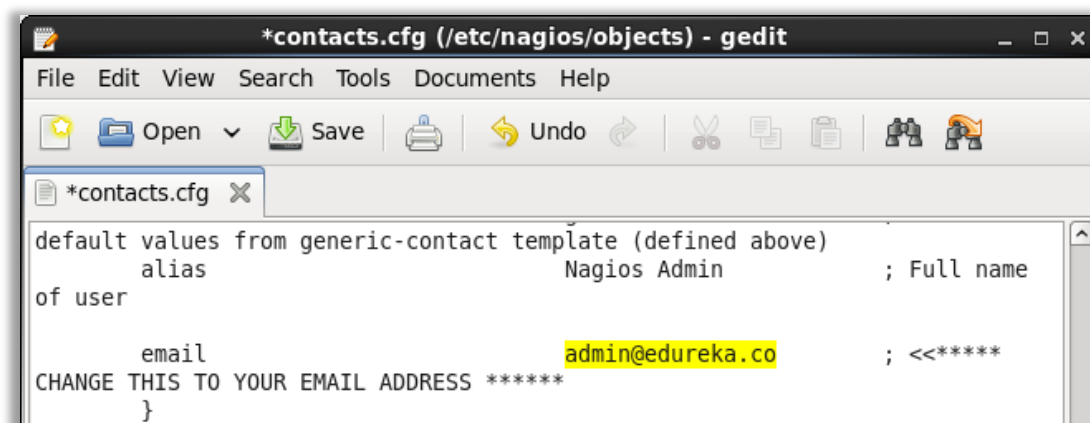 *contacts.cfg (/etc/nagios/objects) - gedit
File Edit View Search Tools Documents Help
Open Save Undo
*contacts.cfg
default values from generic-contact template (defined above)
alias Nagios Admin ; Full name
of user
email admin@edureka.co ; <<*****
CHANGE THIS TO YOUR EMAIL ADDRESS ******
}